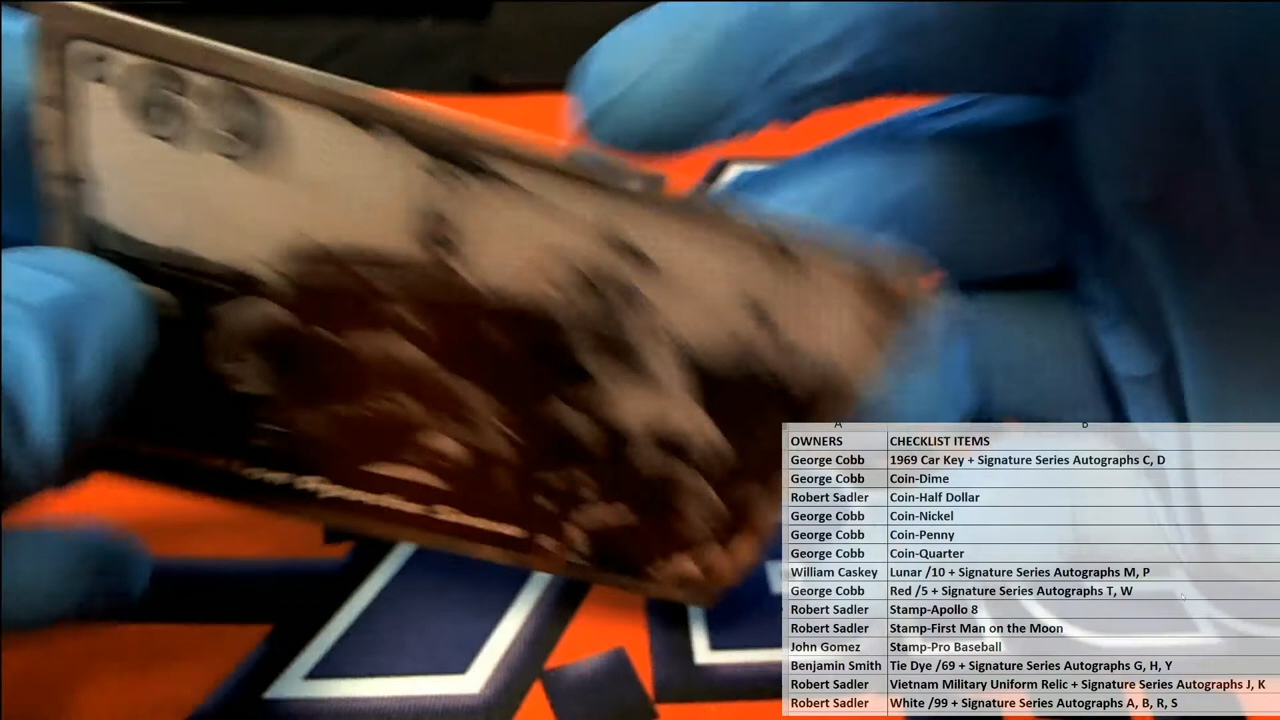 A
B
OWNERS CHECKLIST ITEMS
George Cobb 1969 Car Key + Signature Series Autographs C, D
George Cobb Coin-Dime
Robert Sadler Coin-Half Dollar
George Cobb Coin-Nickel
George Cobb Coin-Penny
George Cobb Coin-Quarter
William Caskey Lunar /10 + Signature Series Autographs M, P
George Cobb Red /5 + Signature Series Autographs T, W
Robert Sadler Stamp-Apollo 8
Robert Sadler Stamp-First Man on the Moon
John Gomez Stamp-Pro Baseball
Benjamin Smith Tie Dye /69 + Signature Series Autographs G, H, Y
Robert Sadler Vietnam Military Uniform Relic + Signature Series Autographs J, K
Robert Sadler White /99 + Signature Series Autographs A, B, R, S